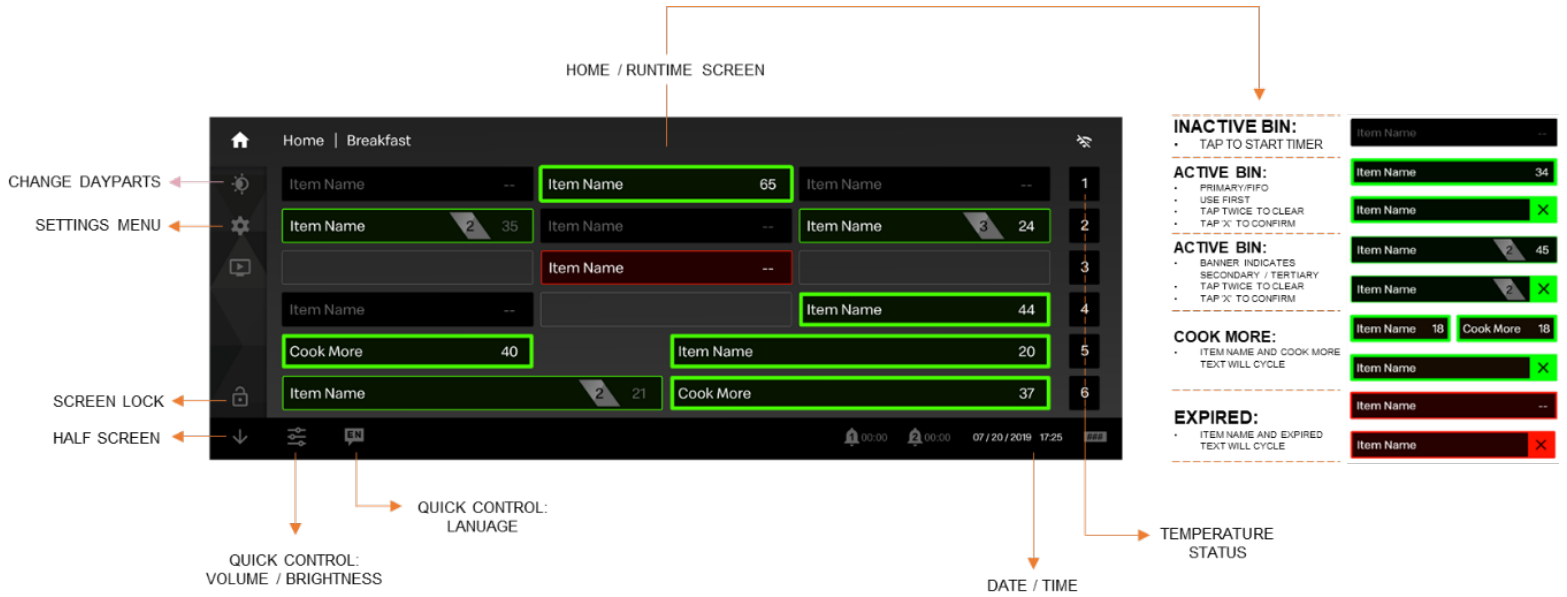 HOME / RUNTIME SCREEN
Home | Breakfast
CHANGE DAYPARTS
SETTINGS MENU
SCREEN LOCK
HALF SCREEN
Item Name --
Item Name 65
Item Name --
1
Item Name 2 35
Item Name --
Item Name 3 24
2
Item Name --
3
Item Name --
Item Name 44
4
Cook More 40
Item Name 20
5
Item Name 2 21
Cook More 37
6
EN
1 00:00
2 00:00
07/20/2019 17:25
###
QUICK CONTROL:
LANUAGE
QUICK CONTROL:
VOLUME / BRIGHTNESS
DATE / TIME
TEMPERATURE
STATUS
INACTIVE BIN:
• TAP TO START TIMER
Item Name --
ACTIVE BIN:
• PRIMARY/FIFO
• USE FIRST
• TAP TWICE TO CLEAR
• TAP 'X' TO CONFIRM
Item Name 34
Item Name X
ACTIVE BIN:
• BANNER INDICATES
SECONDARY / TERTIARY
• TAP TWICE TO CLEAR
• TAP 'X' TO CONFIRM
Item Name 2 45
Item Name 2 X
COOK MORE:
• ITEM NAME AND COOK MORE
TEXT WILL CYCLE
Item Name 18
Cook More 18
Item Name X
EXPIRED:
• ITEM NAME AND EXPIRED
TEXT WILL CYCLE
Item Name --
Item Name X